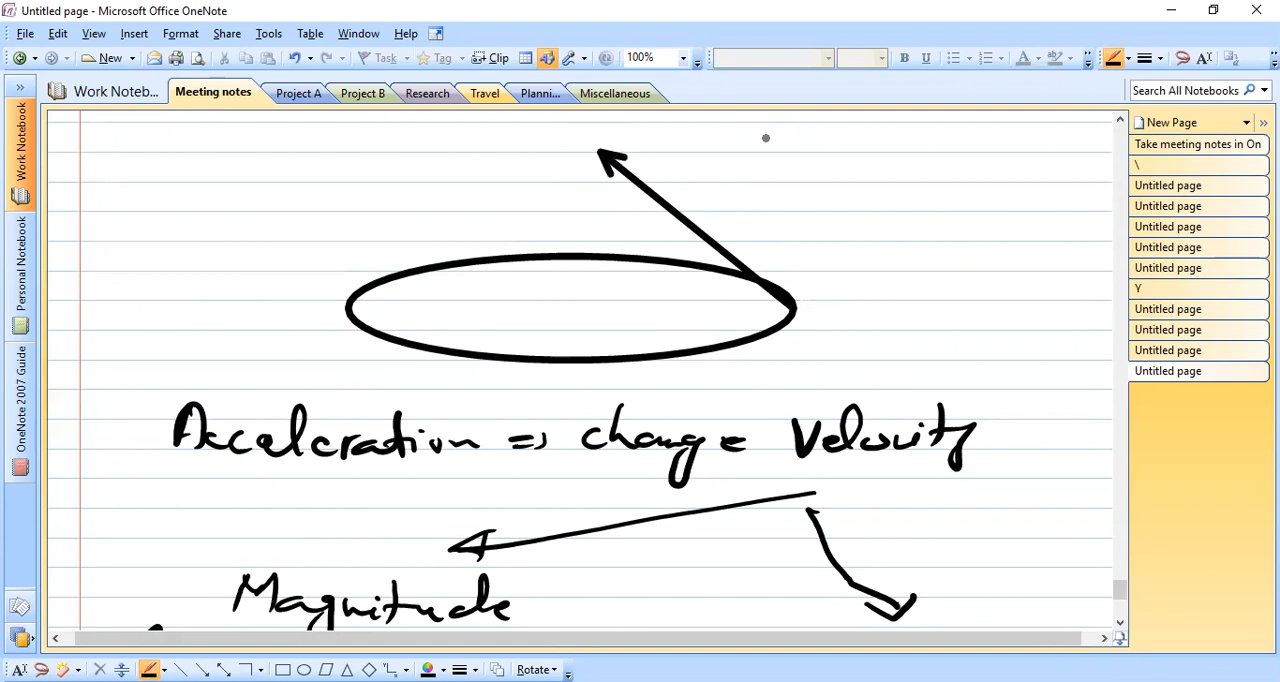 Untitled page - Microsoft Office OneNote
File Edit View Insert Format Share Tools Table Window Help
New Task Tag Clip 100% B U
Work Noteb... Meeting notes Project A Project B Research Travel Planni... Miscellaneous Search All Notebooks
New Page
Take meeting notes in On
\
Untitled page
Untitled page
Untitled page
Untitled page
Untitled page
Y
Untitled page
Untitled page
Untitled page
Untitled page
Work Notebook
Personal Notebook
OneNote 2007 Guide
Acceleration => change Velocity
Magnitude
Rotate